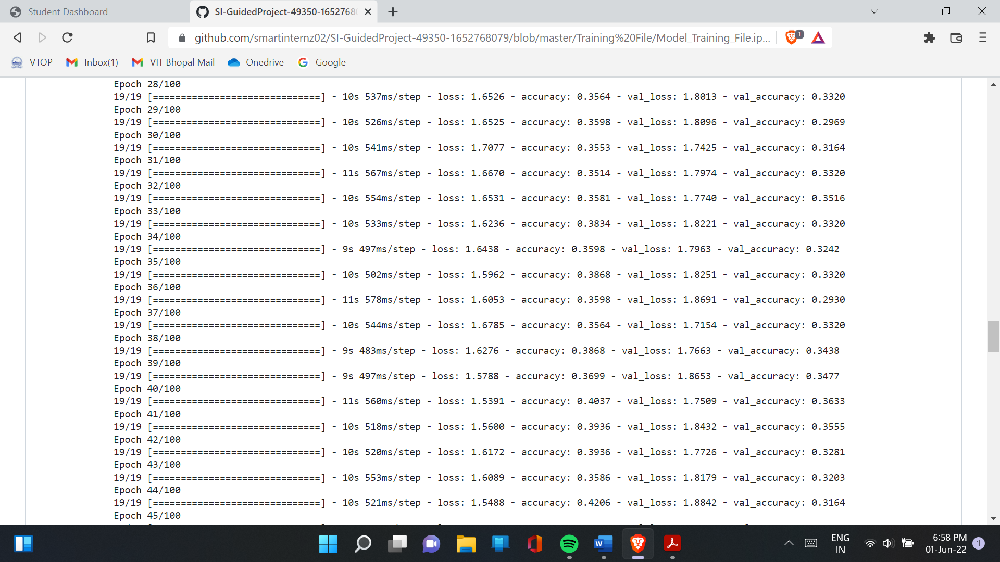 Student Dashboard
SI-GuidedProject-49350-16527680
github.com/smartinternz02/SI-GuidedProject-49350-1652768079/blob/master/Training%20File/Model_Training_File.ip...
1
VTOP
Inbox(1)
VIT Bhopal Mail
Onedrive
Google
Epoch 28/100
19/19 [==============================] - 10s 537ms/step - loss: 1.6526 - accuracy: 0.3564 - val_loss: 1.8013 - val_accuracy: 0.3320
Epoch 29/100
19/19 [==============================] - 10s 526ms/step - loss: 1.6525 - accuracy: 0.3598 - val_loss: 1.8096 - val_accuracy: 0.2969
Epoch 30/100
19/19 [==============================] - 10s 541ms/step - loss: 1.7077 - accuracy: 0.3553 - val_loss: 1.7425 - val_accuracy: 0.3164
Epoch 31/100
19/19 [==============================] - 11s 567ms/step - loss: 1.6670 - accuracy: 0.3514 - val_loss: 1.7974 - val_accuracy: 0.3320
Epoch 32/100
19/19 [==============================] - 10s 554ms/step - loss: 1.6531 - accuracy: 0.3581 - val_loss: 1.7740 - val_accuracy: 0.3516
Epoch 33/100
19/19 [==============================] - 10s 533ms/step - loss: 1.6236 - accuracy: 0.3834 - val_loss: 1.8221 - val_accuracy: 0.3320
Epoch 34/100
19/19 [==============================] - 9s 497ms/step - loss: 1.6438 - accuracy: 0.3598 - val_loss: 1.7963 - val_accuracy: 0.3242
Epoch 35/100
19/19 [==============================] - 10s 502ms/step - loss: 1.5962 - accuracy: 0.3868 - val_loss: 1.8251 - val_accuracy: 0.3320
Epoch 36/100
19/19 [==============================] - 11s 578ms/step - loss: 1.6053 - accuracy: 0.3598 - val_loss: 1.8691 - val_accuracy: 0.2930
Epoch 37/100
19/19 [==============================] - 10s 544ms/step - loss: 1.6785 - accuracy: 0.3564 - val_loss: 1.7154 - val_accuracy: 0.3320
Epoch 38/100
19/19 [==============================] - 9s 483ms/step - loss: 1.6276 - accuracy: 0.3868 - val_loss: 1.7663 - val_accuracy: 0.3438
Epoch 39/100
19/19 [==============================] - 9s 497ms/step - loss: 1.5788 - accuracy: 0.3699 - val_loss: 1.8653 - val_accuracy: 0.3477
Epoch 40/100
19/19 [==============================] - 11s 560ms/step - loss: 1.5391 - accuracy: 0.4037 - val_loss: 1.7509 - val_accuracy: 0.3633
Epoch 41/100
19/19 [==============================] - 10s 518ms/step - loss: 1.5600 - accuracy: 0.3936 - val_loss: 1.8432 - val_accuracy: 0.3555
Epoch 42/100
19/19 [==============================] - 10s 520ms/step - loss: 1.6172 - accuracy: 0.3936 - val_loss: 1.7726 - val_accuracy: 0.3281
Epoch 43/100
19/19 [==============================] - 10s 553ms/step - loss: 1.6089 - accuracy: 0.3586 - val_loss: 1.8179 - val_accuracy: 0.3203
Epoch 44/100
19/19 [==============================] - 10s 521ms/step - loss: 1.5488 - accuracy: 0.4206 - val_loss: 1.8842 - val_accuracy: 0.3164
Epoch 45/100
ENG
IN
6:58 PM
01-Jun-22
1